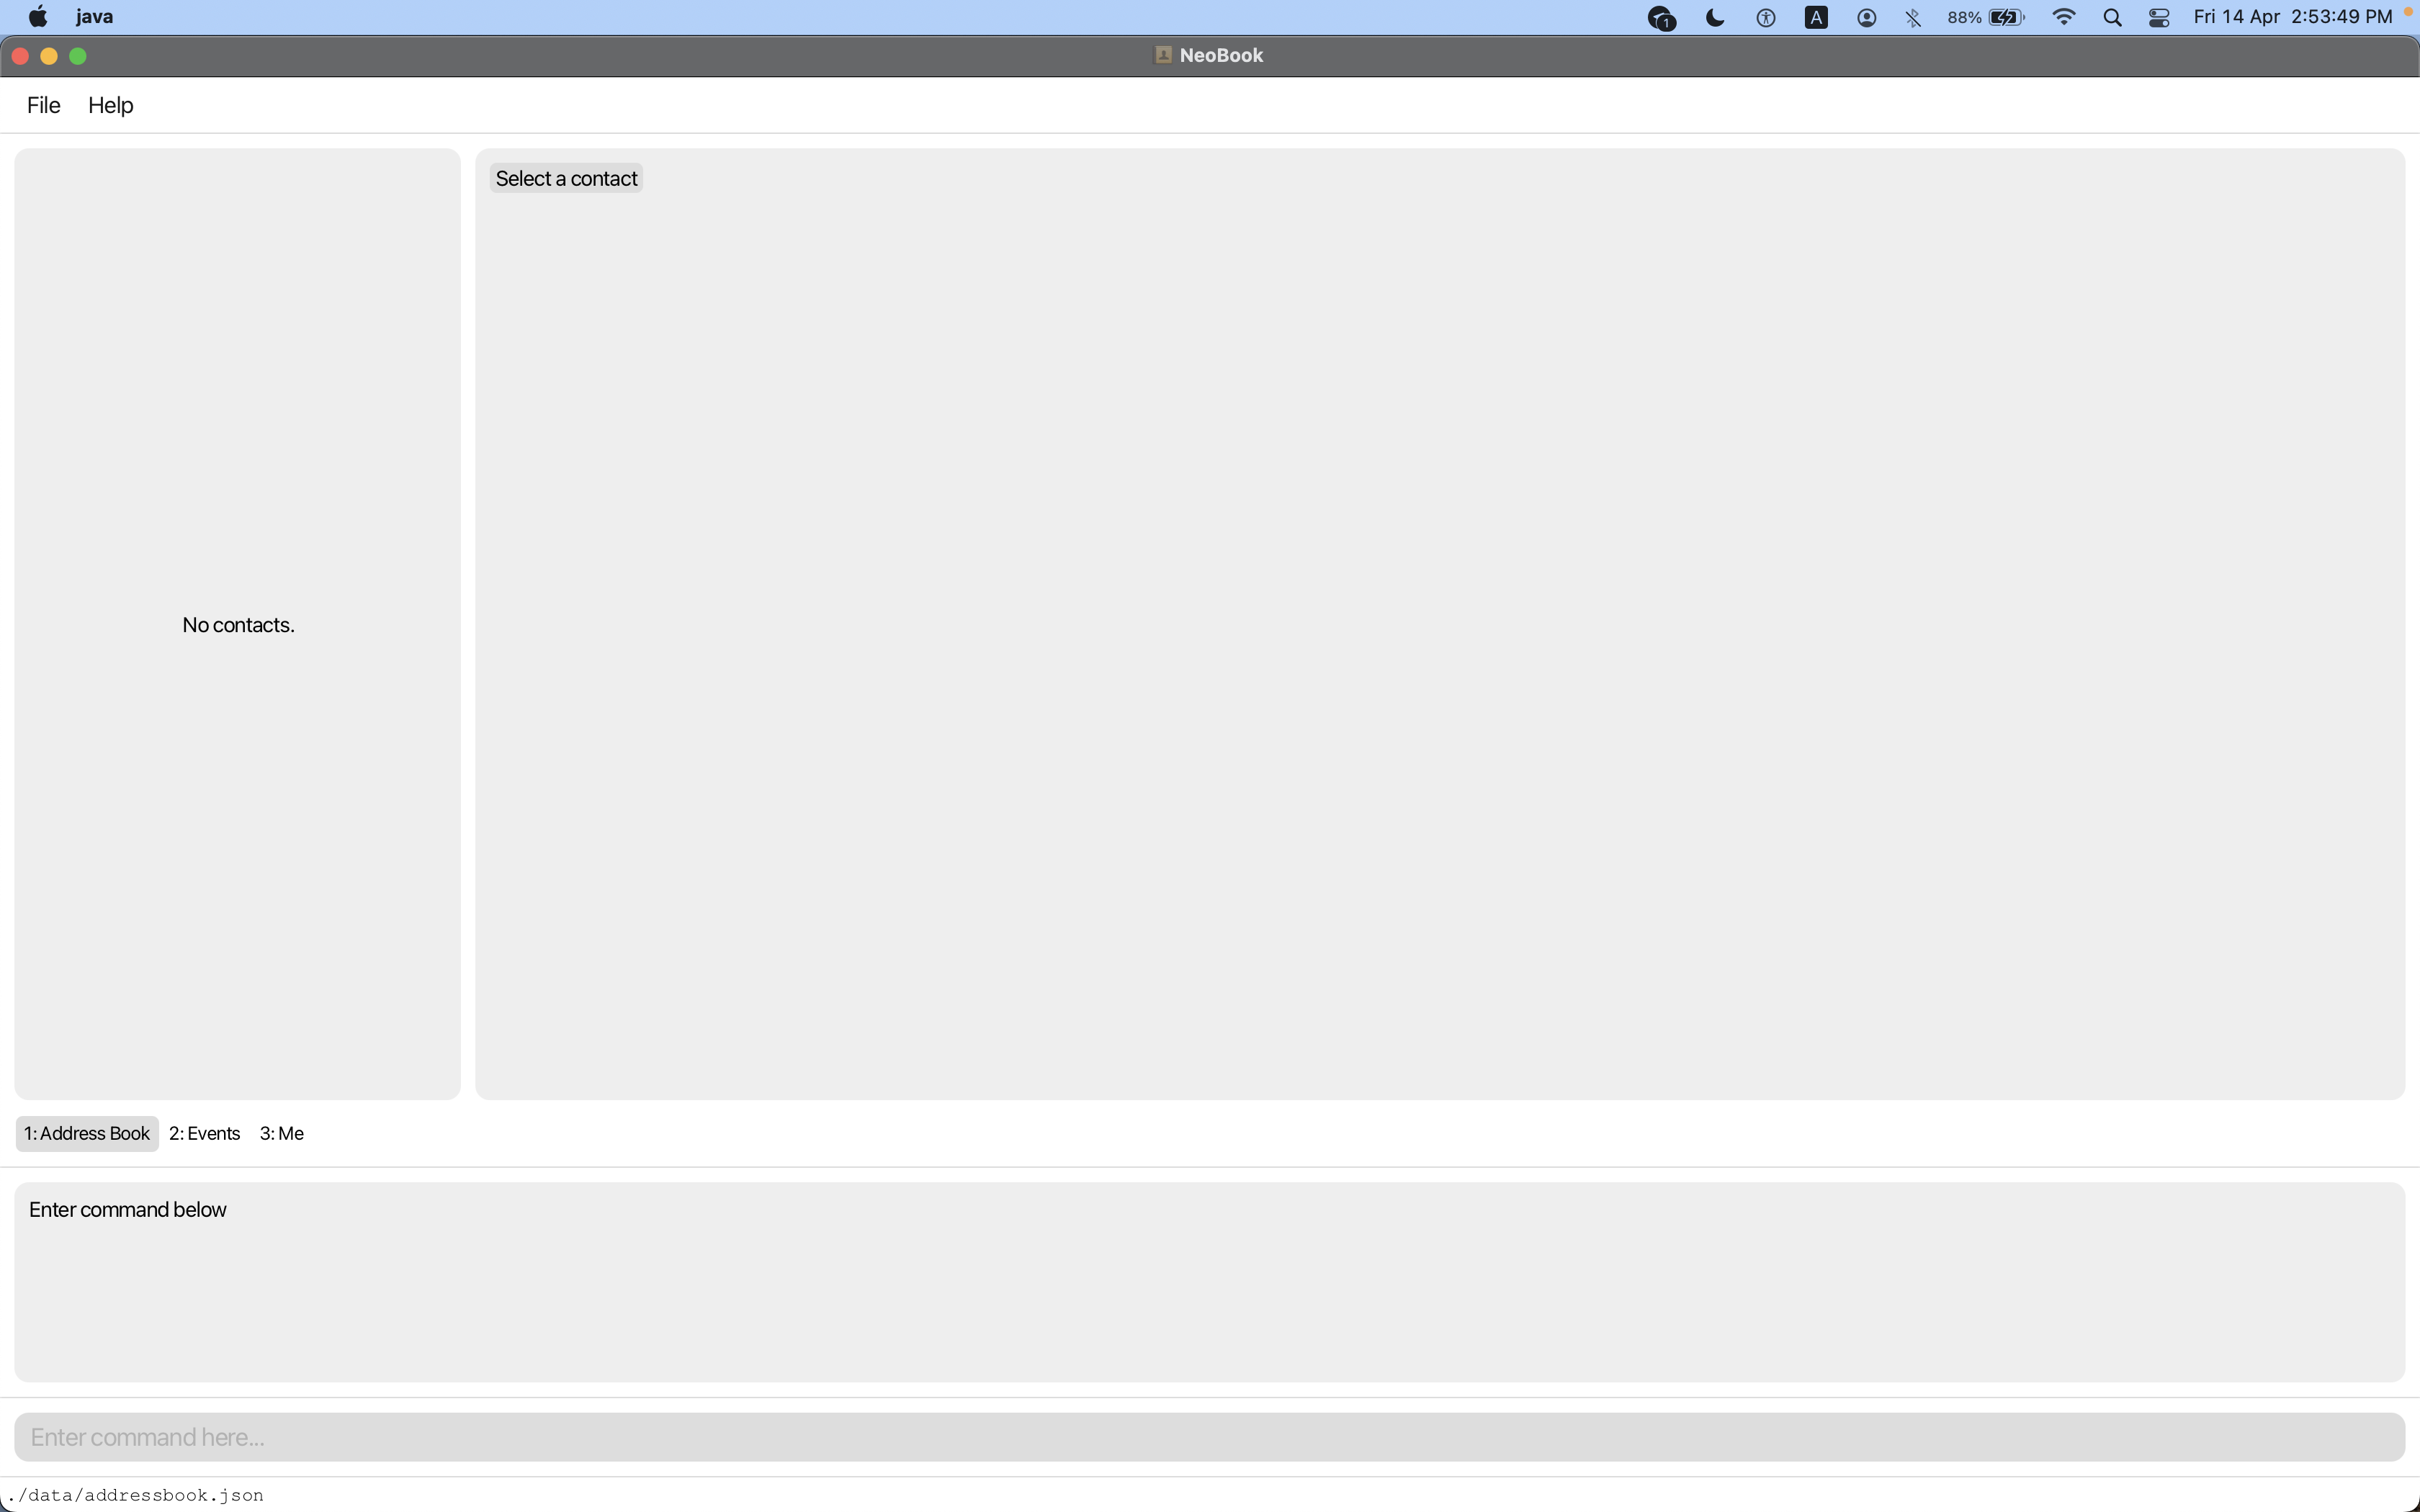 java
1
A
88%
Fri 14 Apr 2:53:49 PM
NeoBook
File Help
Select a contact
No contacts.
1: Address Book 2: Events 3: Me
Enter command below
Enter command here...
./data/addressbook.json